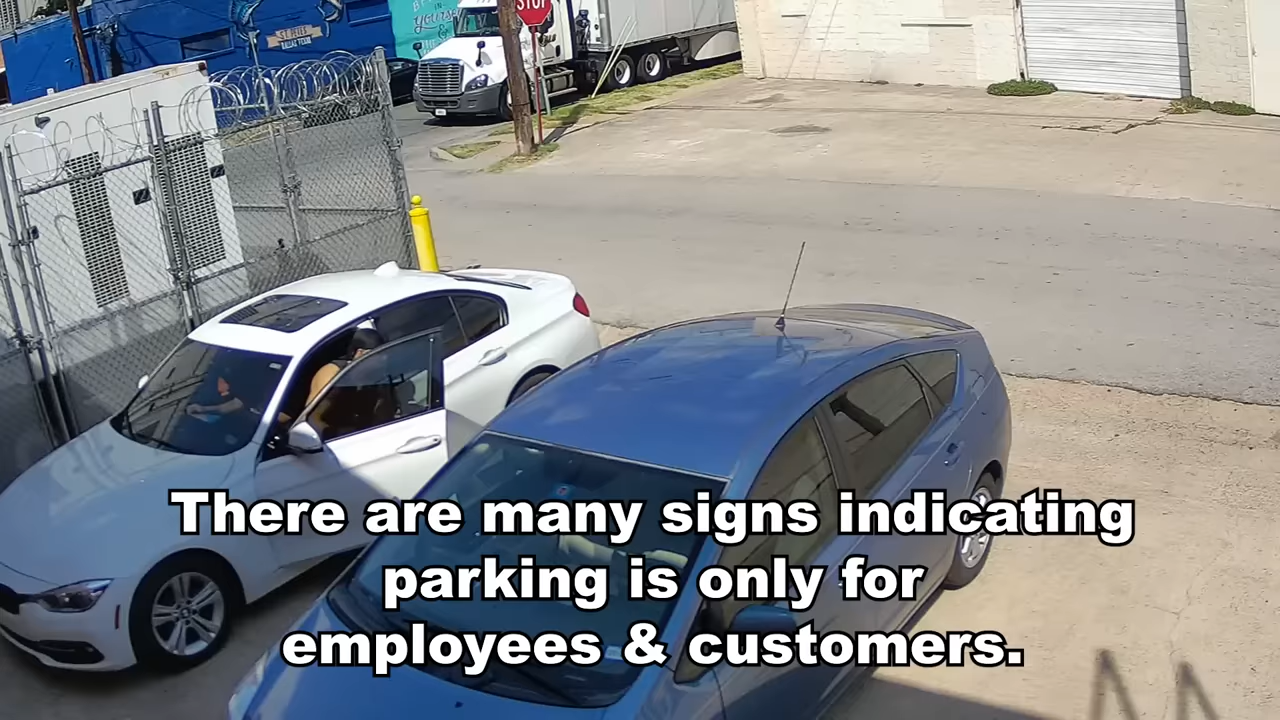 STOP
There are many signs indicating
parking is only for
employees & customers.